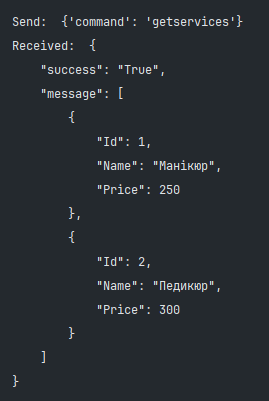 Send:  {'command': 'getservices'}
Received:  {
    "success": "True",
    "message": [
        {
            "Id": 1,
            "Name": "Манікюр",
            "Price": 250
        },
        {
            "Id": 2,
            "Name": "Педикюр",
            "Price": 300
        }
    ]
}